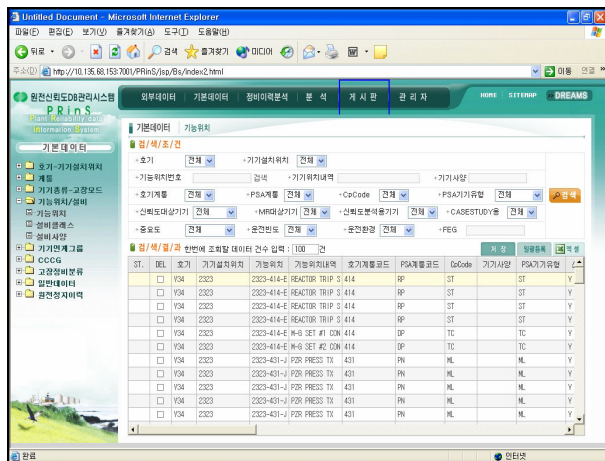 Untitled Document - Microsoft Internet Explorer
파일(F) 편집(E) 보기(V) 즐겨찾기(A) 도구(T) 도움말(H)
뒤로 검색 즐겨찾기 미디어
주소(D) http://10,135,68,153:7001/PRinS/jsp/Bs/index2.html 이동 연결 »
원전신뢰도DB관리시스템
PRinS
Plant Reliability data
Information System
외부데이터 기본데이터 정비이력분석 분 석 게 시 판 관 리 자 HOME SITEMAP DREAMS
기본데이터
호기-기기설치위치
계통
기기종류-고장모드
기능위치/설비
기능위치
설비클래스
설비사양
기기연계그룹
CCCG
고장정비분류
일반데이터
원전정지이력
기본데이터 기능위치
검/색/조/건
호기 전체 기기설치위치 전체
기능위치번호 검색 기기위치내역 기기사양
호기계통 전체 PSA계통 전체 CpCode 전체 PSA기기유형 전체 검색
신뢰도대상기기 전체 MR대상기기 전체 신뢰도분석용기기 전체 CASESTUDY용 전체
중요도 전체 운전빈도 전체 운전환경 전체 FEG
검/색/결/과 한번에 조회할 데이터 건수 입력 : 100 건 저 장 일괄등록 엑셀
ST. DEL 호기 기기설치위치 기능위치 기능위치내역 호기계통코드 PSA계통코드 CpCode 기기사양 PSA기기유형
Y34 2323 2323-414-E REACTOR TRIP S 414 RP ST ST Y
Y34 2323 2323-414-E REACTOR TRIP S 414 RP ST ST Y
Y34 2323 2323-414-E REACTOR TRIP S 414 RP ST ST Y
Y34 2323 2323-414-E REACTOR TRIP S 414 RP ST ST Y
Y34 2323 2323-414-E M-G SET #1 CON 414 DP TC TC Y
Y34 2323 2323-414-E M-G SET #2 CON 414 DP TC TC Y
Y34 2323 2323-431-J PZR PRESS TX 431 PN ML ML Y
Y34 2323 2323-431-J PZR PRESS TX 431 PN ML ML Y
Y34 2323 2323-431-J PZR PRESS TX 431 PN ML ML Y
Y34 2323 2323-431-J PZR PRESS TX 431 PN ML ML Y
Y34 2323 2323-431-J PZR PRESS TX 431 PN ML ML Y
완료 인터넷